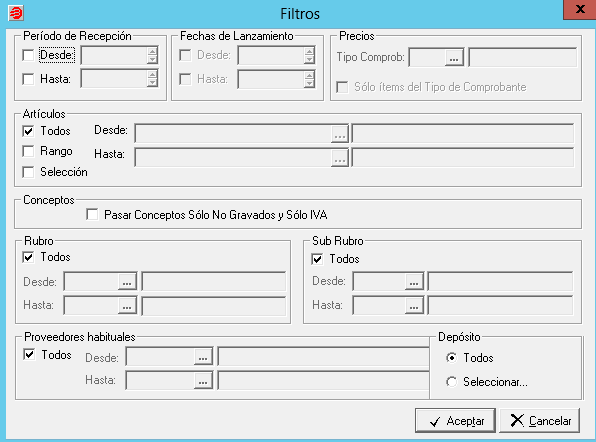 Filtros
Período de Recepción
Desde:
Hasta:
Fechas de Lanzamiento
Desde:
Hasta:
Precios
Tipo Comprob:
...
Sólo ítems del Tipo de Comprobante
Artículos
Todos
Desde:
...
Rango
Hasta:
...
Selección
Conceptos
Pasar Conceptos Sólo No Gravados y Sólo IVA
Rubro
Todos
Desde:
...
Hasta:
...
Sub Rubro
Todos
Desde:
...
Hasta:
...
Proveedores habituales
Todos
Desde:
...
Hasta:
...
Depósito
Todos
Seleccionar...
Aceptar
Cancelar